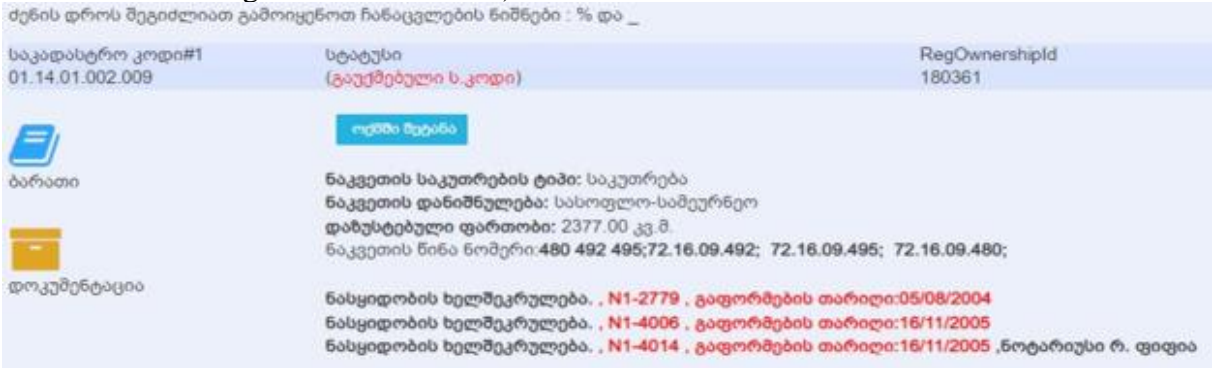 ძენის დროს შეგიძლიათ გამოიყენოთ ჩანაცვლების ნიშნები : % და _
საკადასტრო კოდი#1 სტატუსი RegOwnershipId
01.14.01.002.009 (გაუქმებული ს.კოდი) 180361
ოქმში შეტანა
ბარათი
ნაკვეთის საკუთრების ტიპი: საკუთრება
ნაკვეთის დანიშნულება: სასოფლო-სამეურნეო
დაზუსტებული ფართობი: 2377.00 კვ.მ.
ნაკვეთის წინა ნომერი:480 492 495;72.16.09.492; 72.16.09.495; 72.16.09.480;
დოკუმენტაცია
ნასყიდობის ხელშეკრულება. , N1-2779 , გაფორმების თარიღი:05/08/2004
ნასყიდობის ხელშეკრულება. , N1-4006 , გაფორმების თარიღი:16/11/2005
ნასყიდობის ხელშეკრულება. , N1-4014 , გაფორმების თარიღი:16/11/2005 ,ნოტარიუსი რ. ფიფია